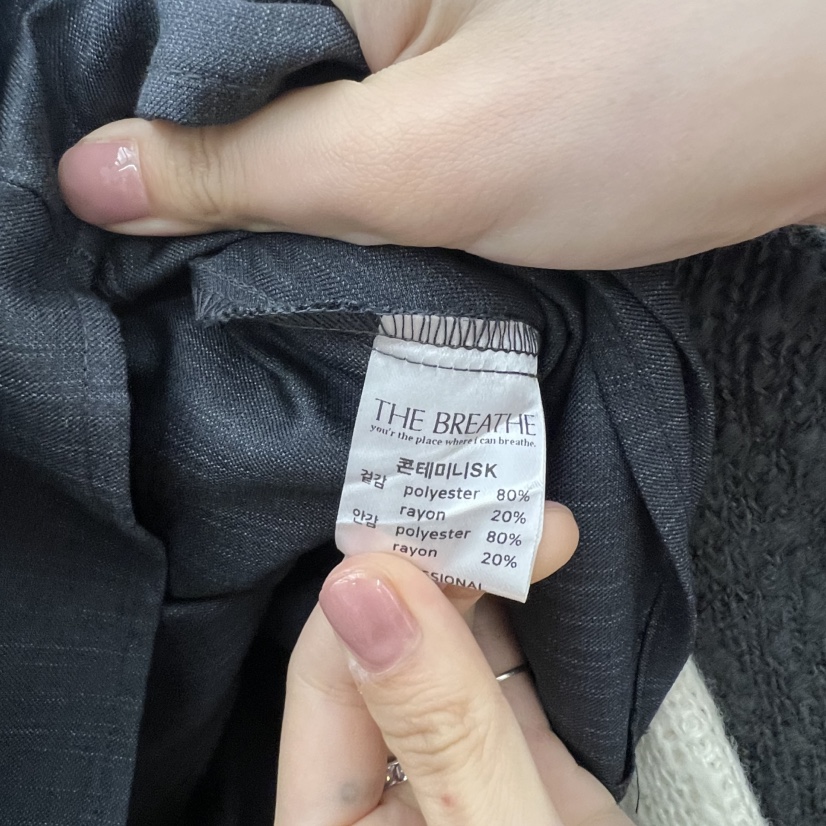 THE BREATHE
you'r the place where i can breathe.
콘테미니SK
겉감 polyester 80%
rayon 20%
안감 polyester 80%
rayon 20%